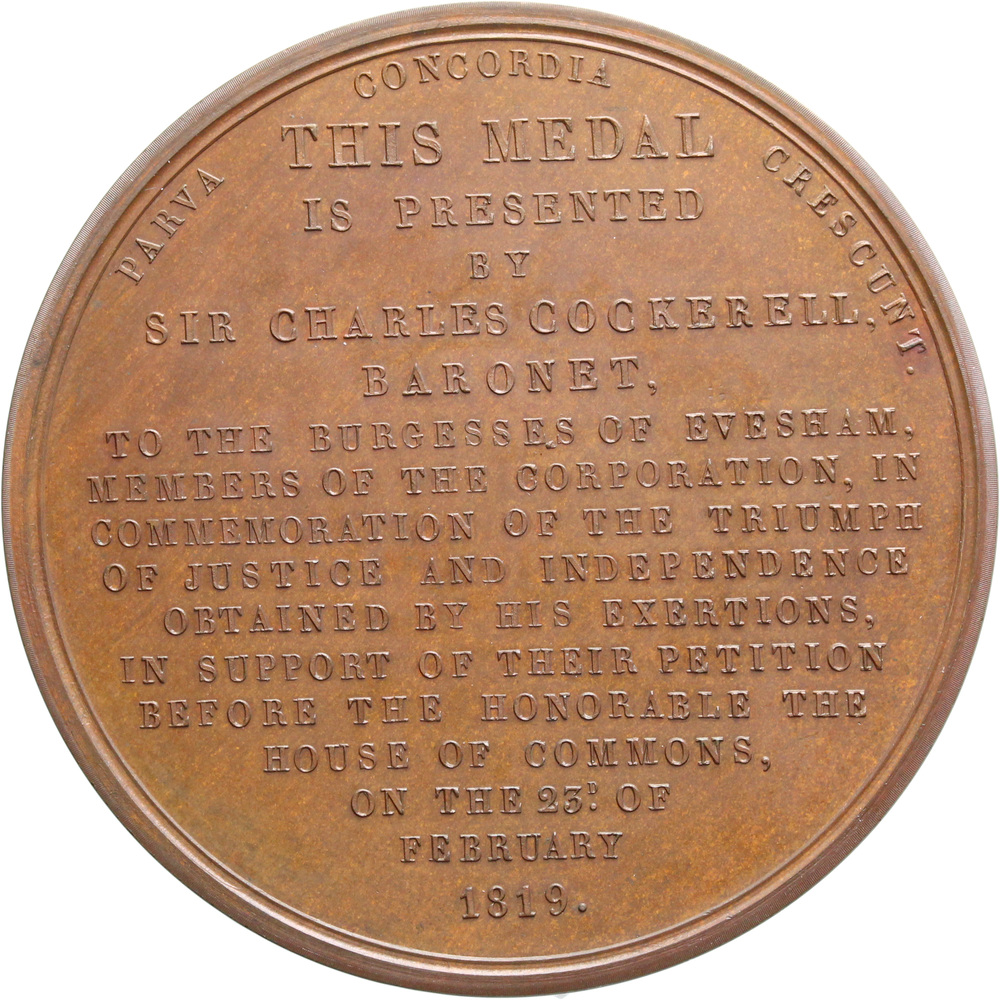 PARVA CONCORDIA CRESCUNT.
THIS MEDAL
IS PRESENTED
BY
SIR CHARLES COCKERELL,
BARONET,
TO THE BURGESSES OF EVESHAM,
MEMBERS OF THE CORPORATION, IN
COMMEMORATION OF THE TRIUMPH
OF JUSTICE AND INDEPENDENCE
OBTAINED BY HIS EXERTIONS,
IN SUPPORT OF THEIR PETITION
BEFORE THE HONORABLE THE
HOUSE OF COMMONS,
ON THE 23ᴰ. OF
FEBRUARY
1819.